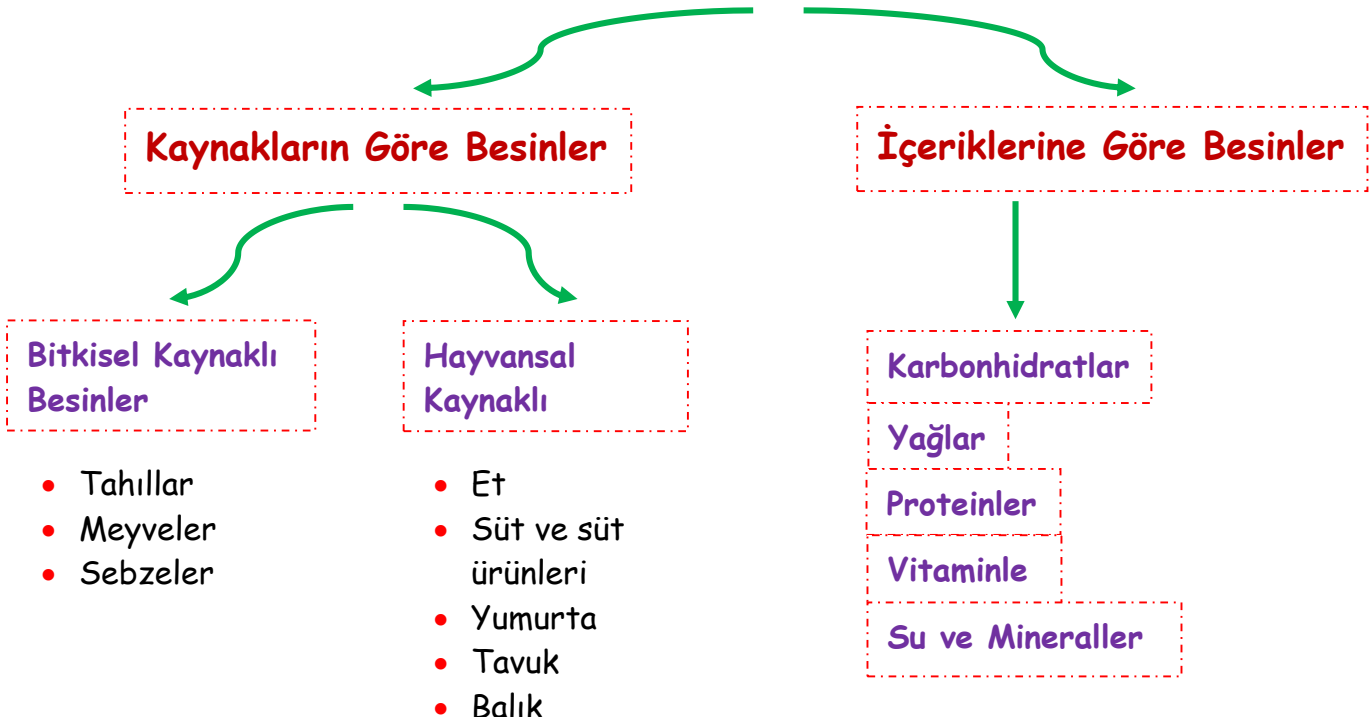 Kaynakların Göre Besinler
İçeriklerine Göre Besinler
Bitkisel Kaynaklı
Besinler
Hayvansal
Kaynaklı
Karbonhidratlar
Yağlar
Proteinler
Vitaminle
Su ve Mineraller
• Tahıllar
• Meyveler
• Sebzeler
• Et
• Süt ve süt
ürünleri
• Yumurta
• Tavuk
• Balık